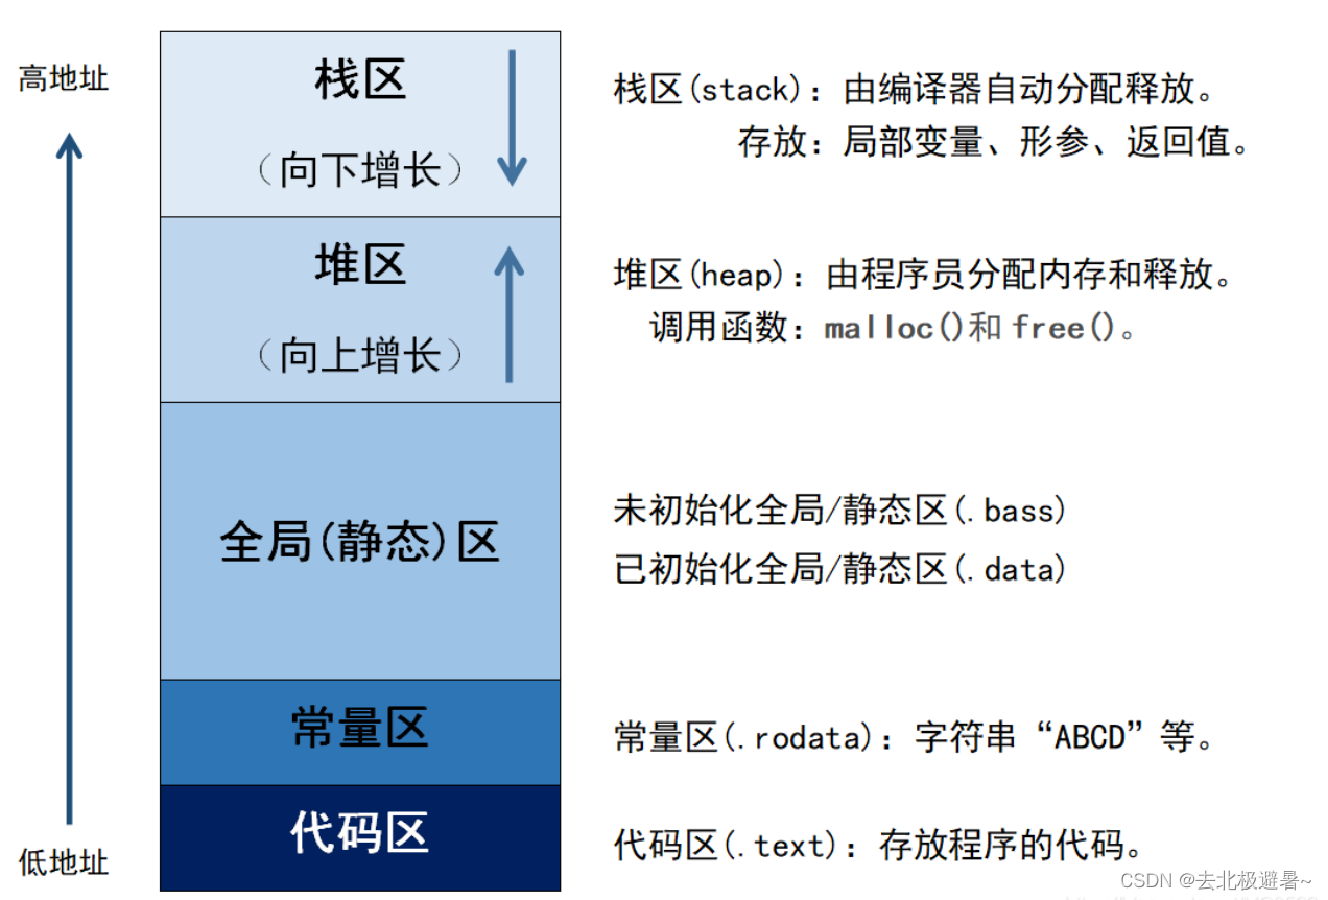 高地址
栈区
（向下增长）
栈区(stack)：由编译器自动分配释放。
存放：局部变量、形参、返回值。
堆区
（向上增长）
堆区(heap)：由程序员分配内存和释放。
调用函数：malloc()和 free()。
全局(静态)区
未初始化全局/静态区(.bass)
已初始化全局/静态区(.data)
常量区
常量区(.rodata)：字符串“ABCD”等。
代码区
代码区(.text)：存放程序的代码。
低地址
CSDN @去北极避暑~